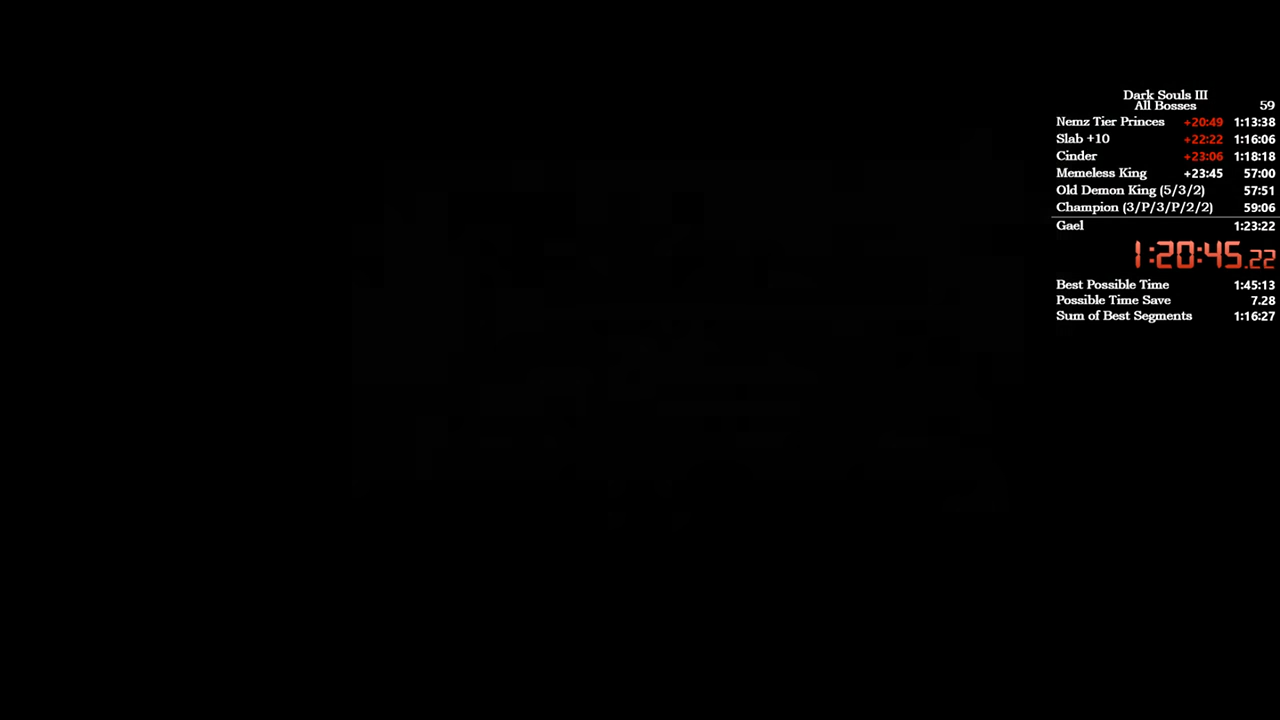 Dark Souls III
All Bosses 59
Nemz Tier Princes +20:49 1:13:38
Slab +10 +22:22 1:16:06
Cinder +23:06 1:18:18
Memeless King +23:45 57:00
Old Demon King (5/3/2) 57:51
Champion (3/P/3/P/2/2) 59:06
Gael 1:23:22
1:20:45.22
Best Possible Time 1:45:13
Possible Time Save 7.28
Sum of Best Segments 1:16:27